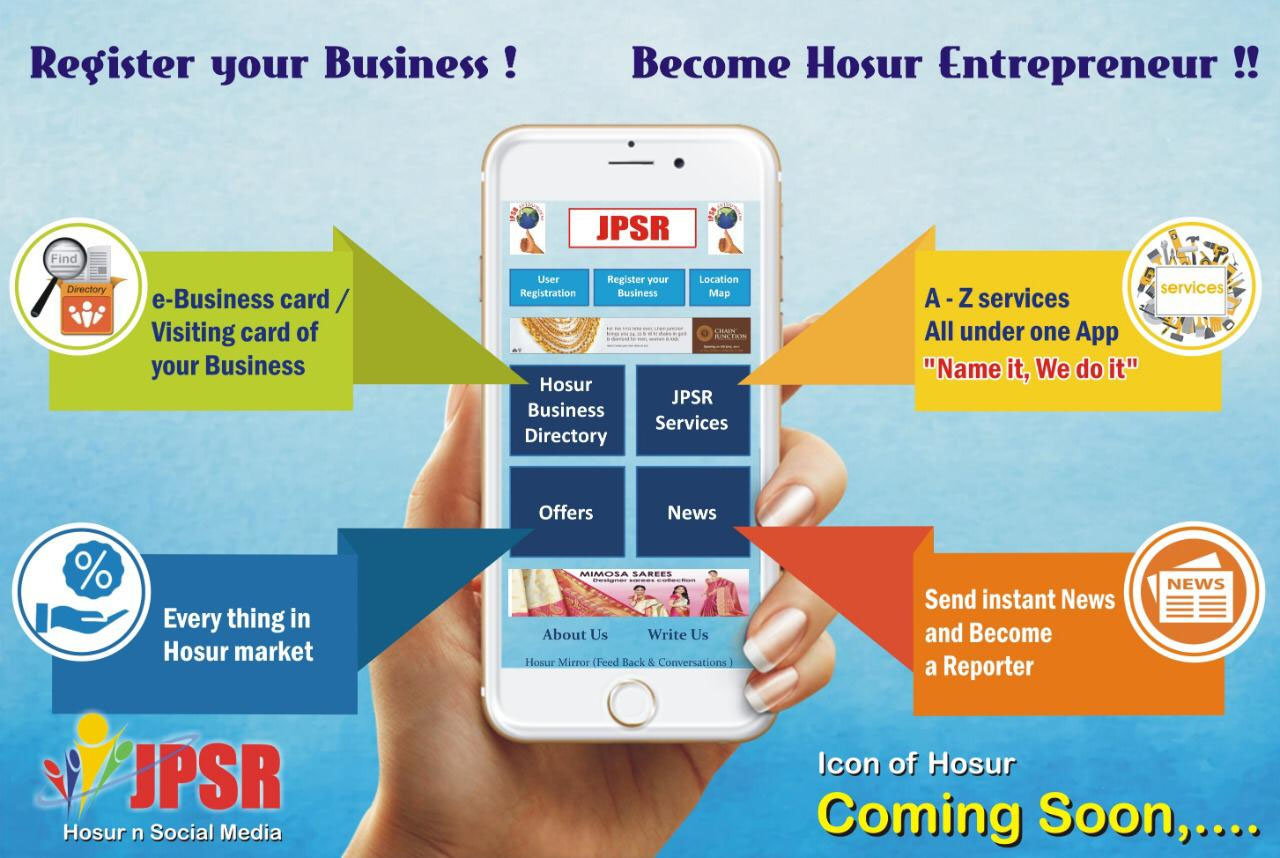 Register your Business !
Become Hosur Entrepreneur !!
Find
Directory
e-Business card /
Visiting card of
your Business
Every thing in
Hosur market
JPSR
User
Registration
Register your
Business
Location
Map
CHAIN
JUNCTION
Hosur
Business
Directory
JPSR
Services
Offers
News
MIMOSA SAREES
Designer sarees collection
About Us
Write Us
Hosur Mirror (Feed Back & Conversations )
services
A - Z services
All under one App
"Name it, We do it"
NEWS
Send instant News
and Become
a Reporter
JPSR
Hosur n Social Media
Icon of Hosur
Coming Soon,....